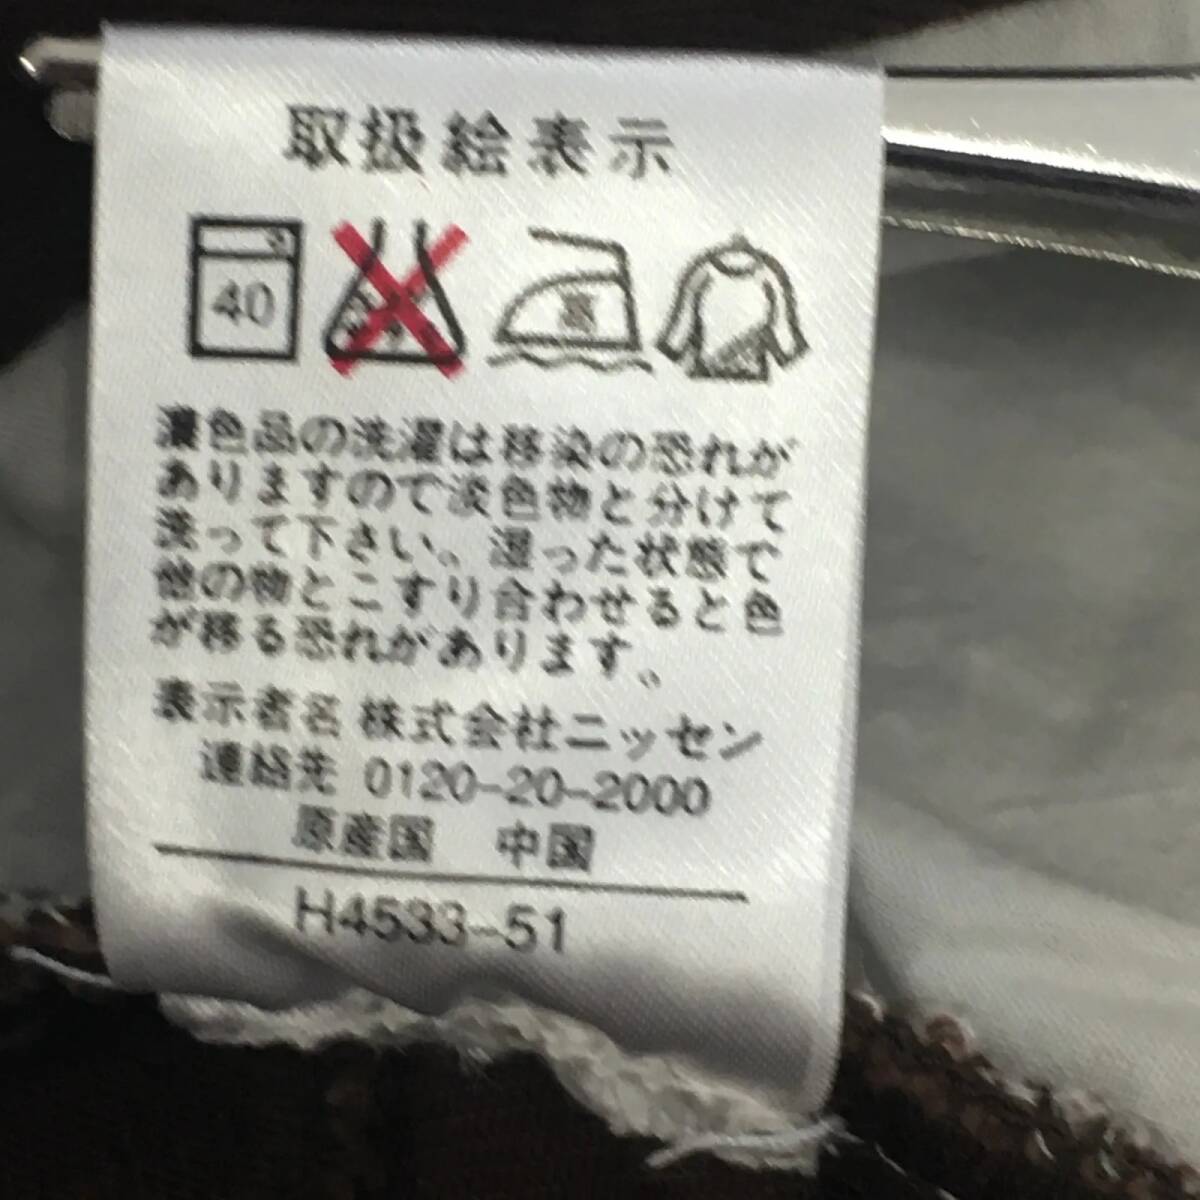 取扱絵表示
40
濃色品の洗濯は移染の恐れが
ありますので淡色物と分けて
洗って下さい。湿った状態で
他の物とこすり合わせると色
が移る恐れがあります。
表示者名 株式会社ニッセン
連絡先 0120-20-2000
原産国 中国
H4533-51